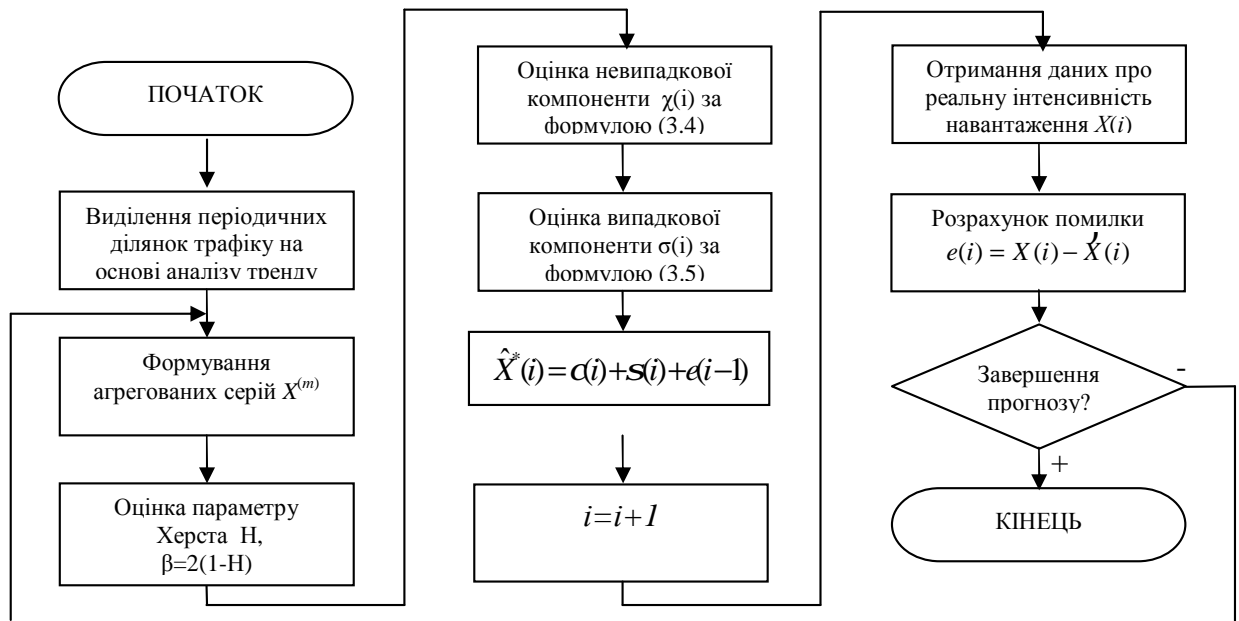 ПОЧАТОК
Виділення періодичних
ділянок трафіку на
основі аналізу тренду
Формування
агрегованих серій X^(m)
Оцінка параметру
Херста H,
β=2(1-H)
Оцінка невипадкової
компоненти χ(i) за
формулою (3.4)
Оцінка випадкової
компоненти σ(i) за
формулою (3.5)
X̂*(i)=c(i)+s(i)+e(i−1)
i=i+1
Отримання даних про
реальну інтенсивність
навантаження X(i)
Розрахунок помилки
e(i) = X(i) − X̂(i)
Завершення
прогнозу?
-
+
КІНЕЦЬ